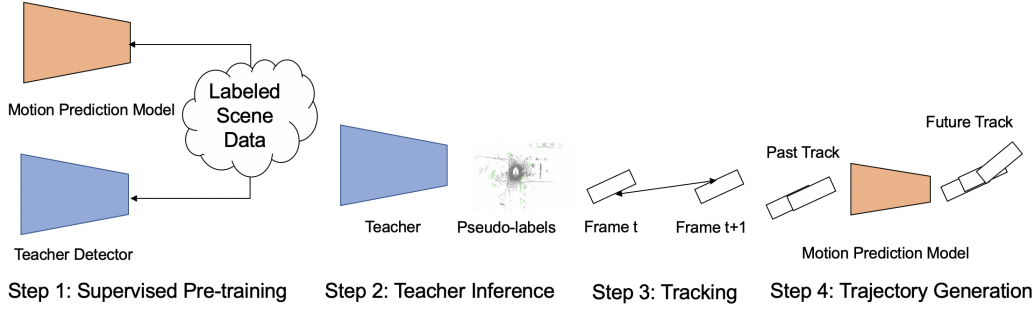 Labeled
Scene
Data
Motion Prediction Model
Teacher Detector
Step 1: Supervised Pre-training
Teacher
Pseudo-labels
Step 2: Teacher Inference
Frame t
Frame t+1
Step 3: Tracking
Past Track
Future Track
Motion Prediction Model
Step 4: Trajectory Generation